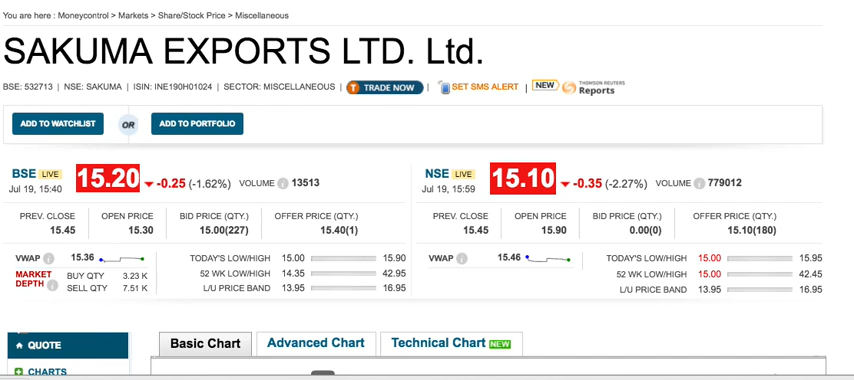 You are here : Moneycontrol > Markets > Share/Stock Price > Miscellaneous
SAKUMA EXPORTS LTD. Ltd.
BSE: 532713 | NSE: SAKUMA | ISIN: INE190H01024 | SECTOR: MISCELLANEOUS | T TRADE NOW | SET SMS ALERT | NEW THOMSON REUTERS Reports
ADD TO WATCHLIST OR ADD TO PORTFOLIO
BSE LIVE 15.20 -0.25 (-1.62%) VOLUME i 13513
Jul 19, 15:40
PREV. CLOSE OPEN PRICE BID PRICE (QTY.) OFFER PRICE (QTY.)
15.45 15.30 15.00(227) 15.40(1)
VWAP i 15.36 TODAY'S LOW/HIGH 15.00 15.90
MARKET DEPTH i BUY QTY 3.23 K 52 WK LOW/HIGH 14.35 42.95
SELL QTY 7.51 K L/U PRICE BAND 13.95 16.95
NSE LIVE 15.10 -0.35 (-2.27%) VOLUME i 779012
Jul 19, 15:59
PREV. CLOSE OPEN PRICE BID PRICE (QTY.) OFFER PRICE (QTY.)
15.45 15.90 0.00(0) 15.10(180)
VWAP i 15.46 TODAY'S LOW/HIGH 15.00 15.95
52 WK LOW/HIGH 15.00 42.45
L/U PRICE BAND 13.95 16.95
QUOTE
CHARTS
Basic Chart Advanced Chart Technical Chart NEW